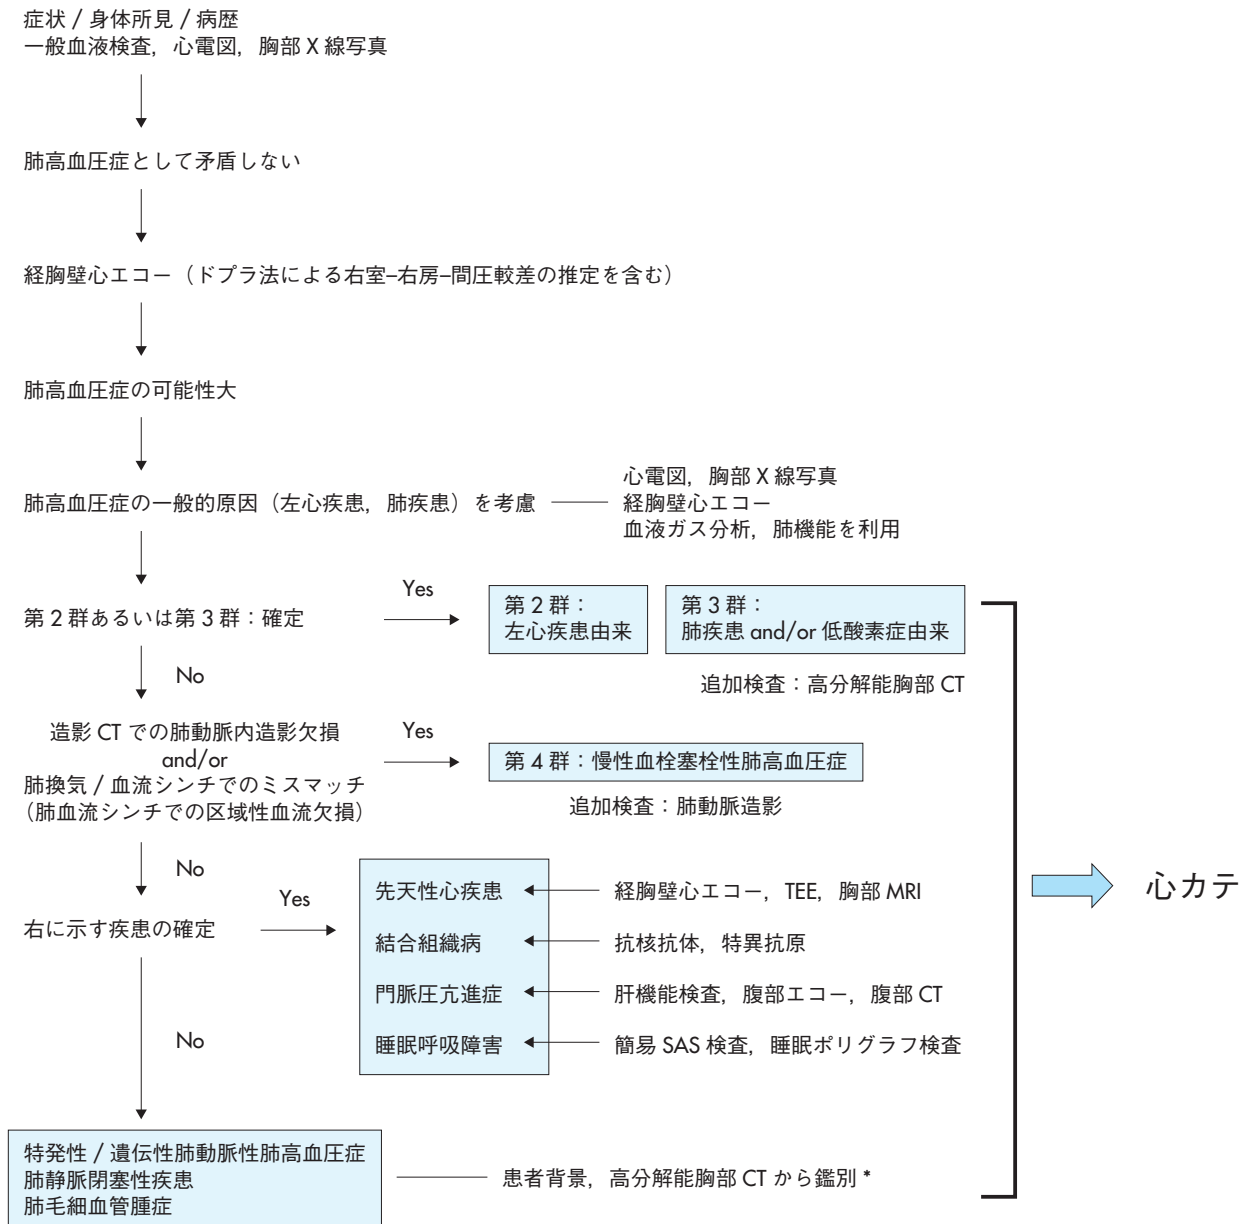 症状 / 身体所見 / 病歴
一般血液検査，心電図，胸部 X 線写真
肺高血圧症として矛盾しない
経胸壁心エコー（ドプラ法による右室–右房–間圧較差の推定を含む）
肺高血圧症の可能性大
肺高血圧症の一般的原因（左心疾患，肺疾患）を考慮
心電図，胸部 X 線写真
経胸壁心エコー
血液ガス分析，肺機能を利用
第 2 群あるいは第 3 群：確定
Yes
第 2 群：
左心疾患由来
第 3 群：
肺疾患 and/or 低酸素症由来
追加検査：高分解能胸部 CT
No
造影 CT での肺動脈内造影欠損
and/or
肺換気 / 血流シンチでのミスマッチ
（肺血流シンチでの区域性血流欠損）
Yes
第 4 群：慢性血栓塞栓性肺高血圧症
追加検査：肺動脈造影
No
右に示す疾患の確定
Yes
先天性心疾患
経胸壁心エコー，TEE，胸部 MRI
結合組織病
抗核抗体，特異抗原
門脈圧亢進症
肝機能検査，腹部エコー，腹部 CT
睡眠呼吸障害
簡易 SAS 検査，睡眠ポリグラフ検査
心カテ
No
特発性 / 遺伝性肺動脈性肺高血圧症
肺静脈閉塞性疾患
肺毛細血管腫症
患者背景，高分解能胸部 CT から鑑別 *